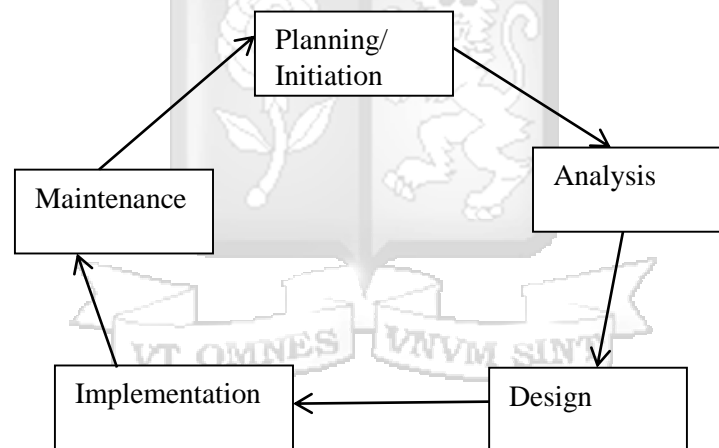 Planning/
Initiation
Analysis
Maintenance
VT OMNES VNVM SINT
Implementation
Design